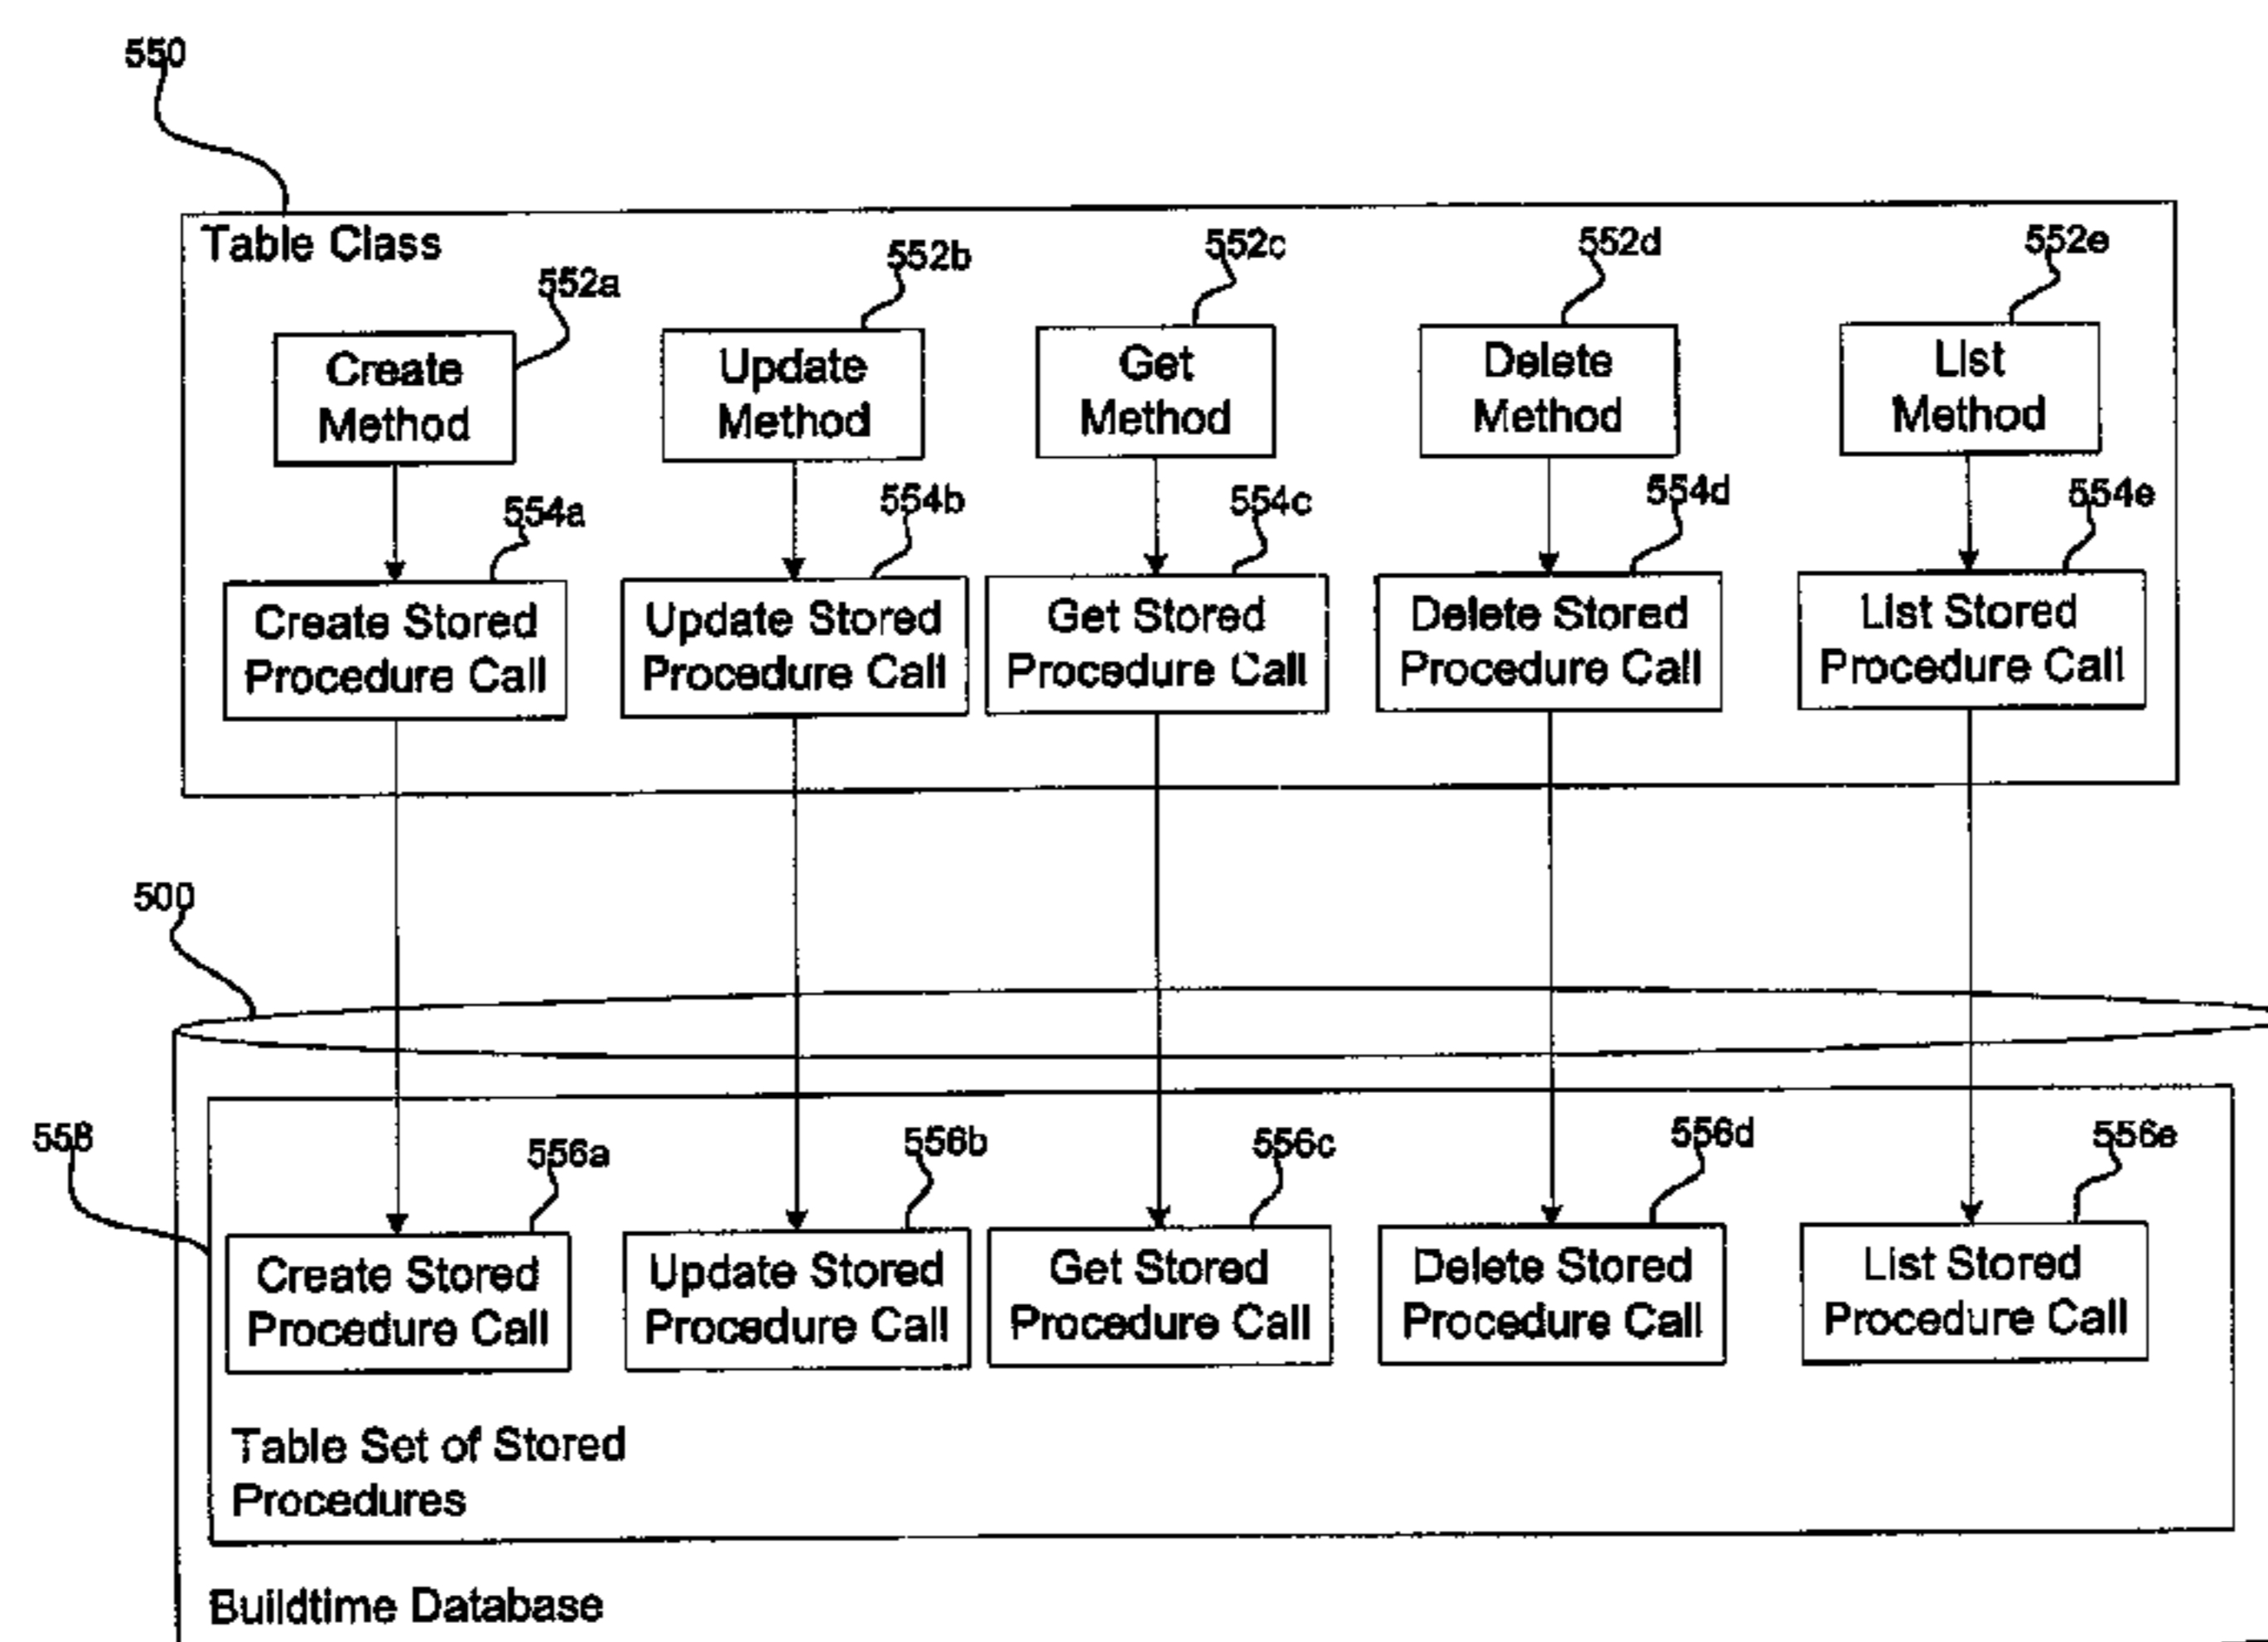 550
Table Class
552a
552b
552c
552d
552e
Create
Method
Update
Method
Get
Method
Delete
Method
List
Method
554a
554b
554c
554d
554e
Create Stored
Procedure Call
Update Stored
Procedure Call
Get Stored
Procedure Call
Delete Stored
Procedure Call
List Stored
Procedure Call
500
558
556a
556b
556c
556d
556e
Create Stored
Procedure Call
Update Stored
Procedure Call
Get Stored
Procedure Call
Delete Stored
Procedure Call
List Stored
Procedure Call
Table Set of Stored
Procedures
Buildtime Database